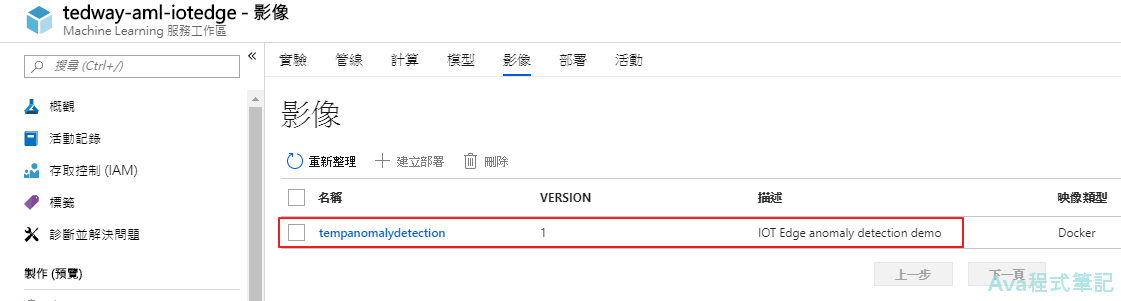 tedway-aml-iotedge - 影像
Machine Learning 服務工作區
搜尋 (Ctrl+/)
概觀
活動記錄
存取控制 (IAM)
標籤
診斷並解決問題
製作 (預覽)
實驗 管線 計算 模型 影像 部署 活動
影像
重新整理 建立部署 刪除
名稱 VERSION 描述 映像類型
tempanomalydetection 1 IOT Edge anomaly detection demo Docker
上一步 下一頁
Ava程式筆記